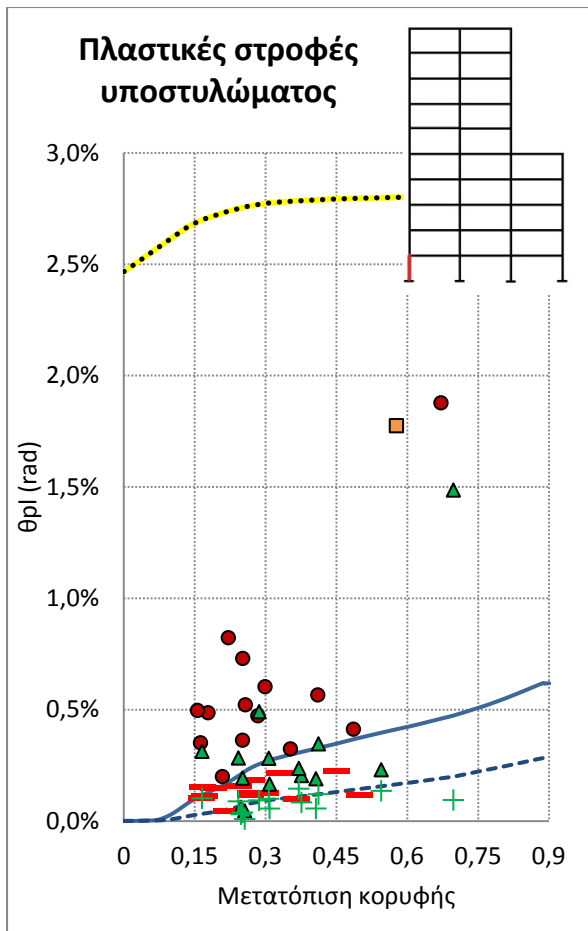 Πλαστικές στροφές
υποστυλώματος
3,0%
2,5%
2,0%
1,5%
1,0%
0,5%
0,0%
θpl (rad)
0 0,15 0,3 0,45 0,6 0,75 0,9
Μετατόπιση κορυφής